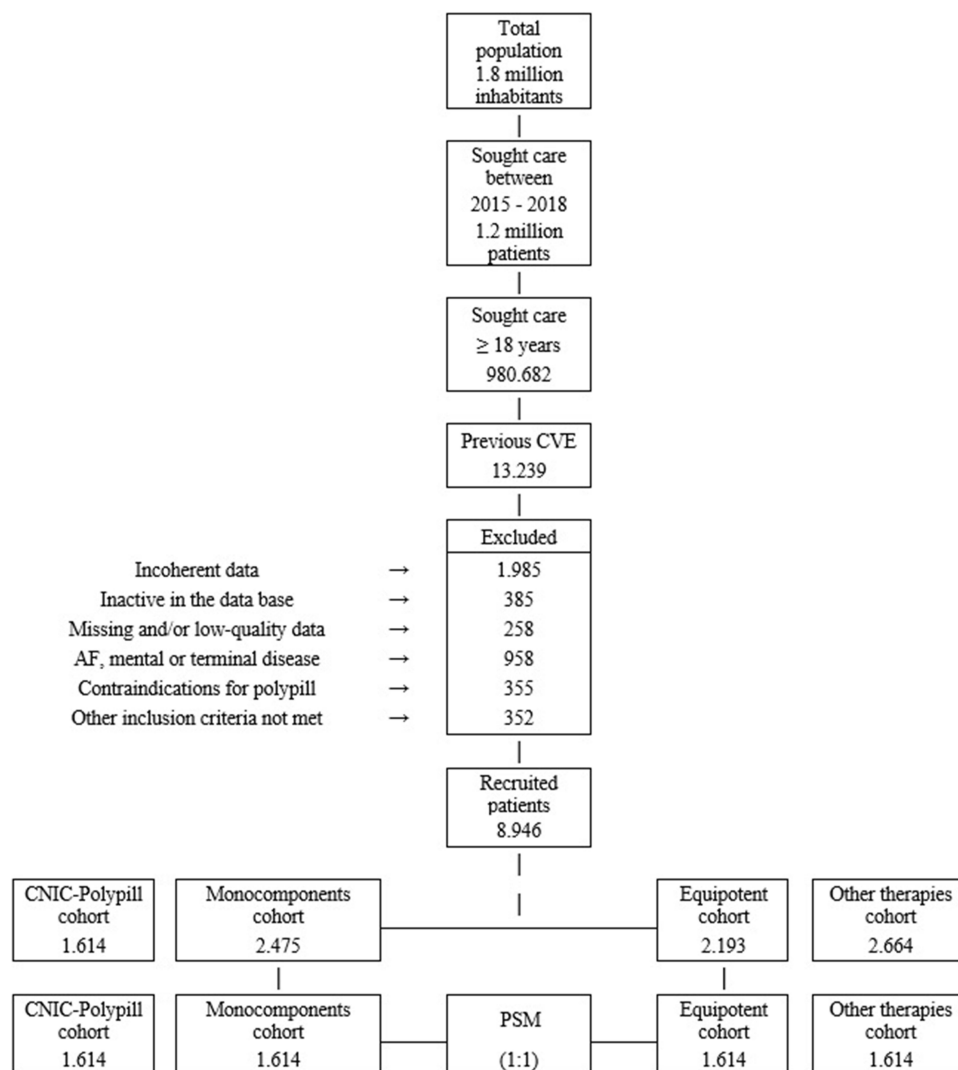 Total
population
1.8 million
inhabitants
Sought care
between
2015 - 2018
1.2 million
patients
Sought care
≥ 18 years
980.682
Previous CVE
13.239
Excluded
Incoherent data → 1.985
Inactive in the data base → 385
Missing and/or low-quality data → 258
AF, mental or terminal disease → 958
Contraindications for polypill → 355
Other inclusion criteria not met → 352
Recruited
patients
8.946
CNIC-Polypill
cohort
1.614
Monocomponents
cohort
2.475
Equipotent
cohort
2.193
Other therapies
cohort
2.664
CNIC-Polypill
cohort
1.614
Monocomponents
cohort
1.614
PSM
(1:1)
Equipotent
cohort
1.614
Other therapies
cohort
1.614